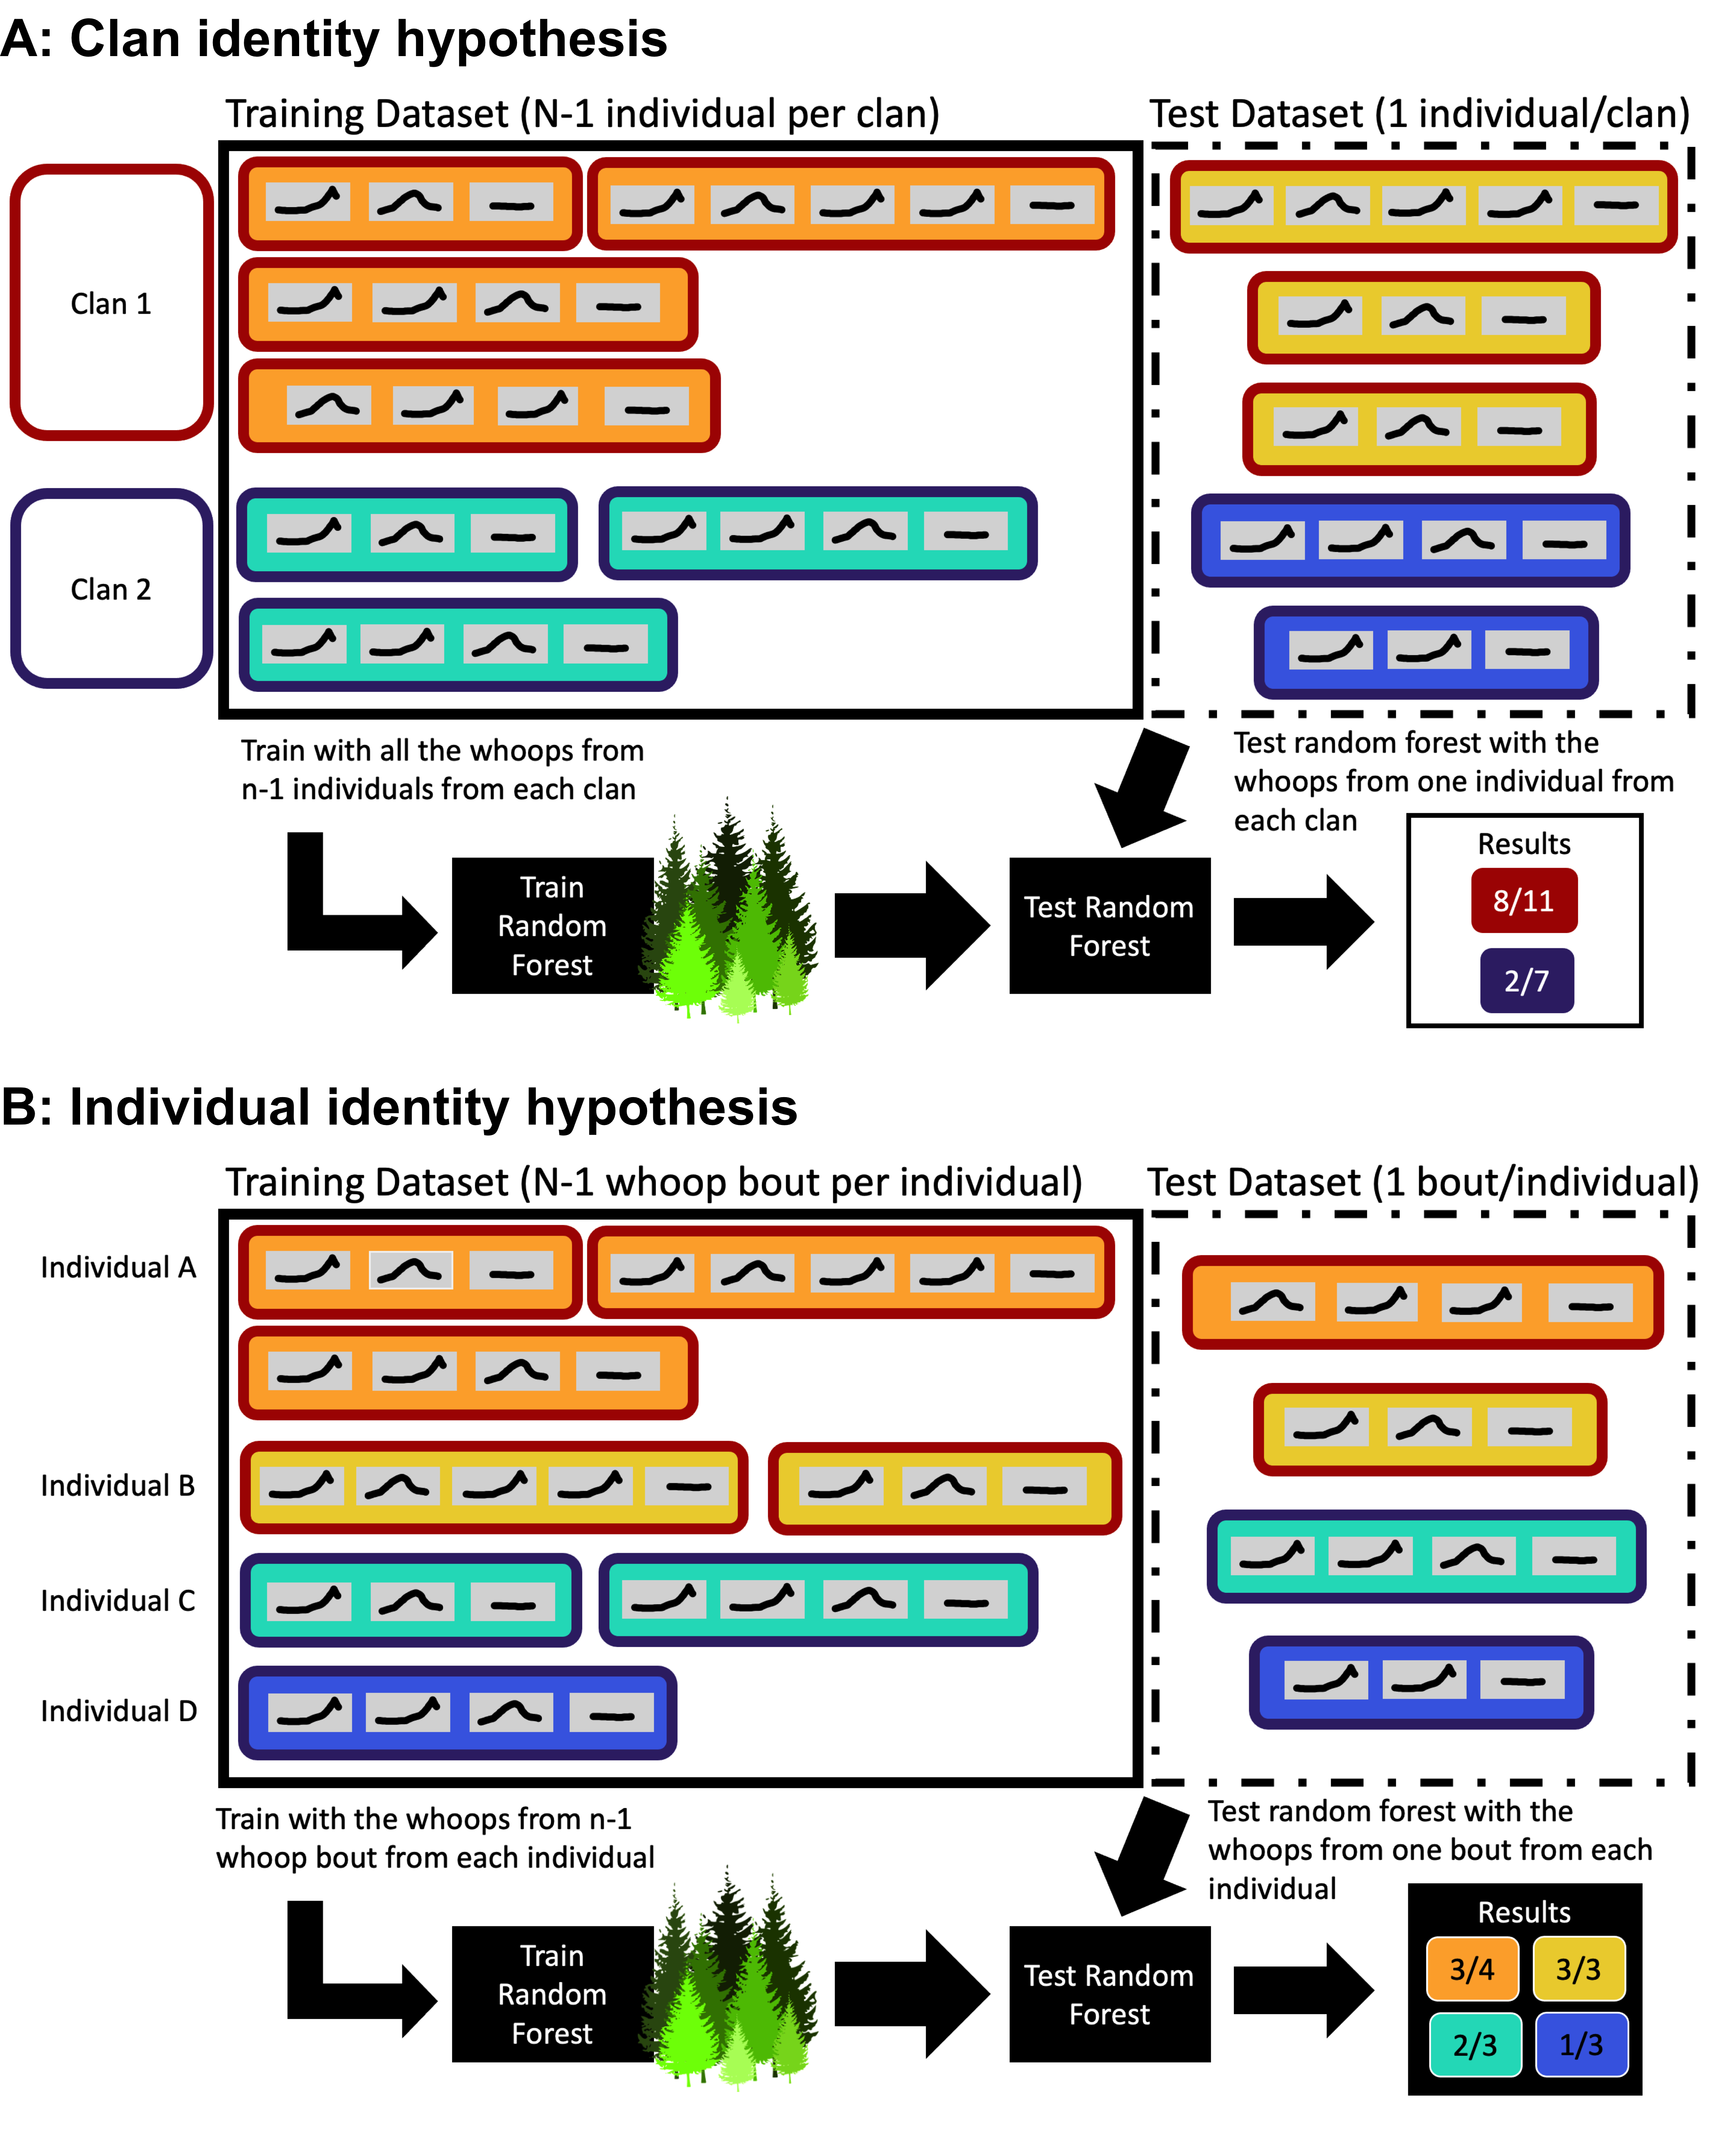 A: Clan identity hypothesis
Training Dataset (N-1 individual per clan)
Test Dataset (1 individual/clan)
Clan 1
Clan 2
Train with all the whoops from
n-1 individuals from each clan
Test random forest with the
whoops from one individual from
each clan
Train
Random
Forest
Test Random
Forest
Results
8/11
2/7
B: Individual identity hypothesis
Training Dataset (N-1 whoop bout per individual)
Test Dataset (1 bout/individual)
Individual A
Individual B
Individual C
Individual D
Train with the whoops from n-1
whoop bout from each individual
Test random forest with the
whoops from one bout from each
individual
Train
Random
Forest
Test Random
Forest
Results
3/4 3/3
2/3 1/3